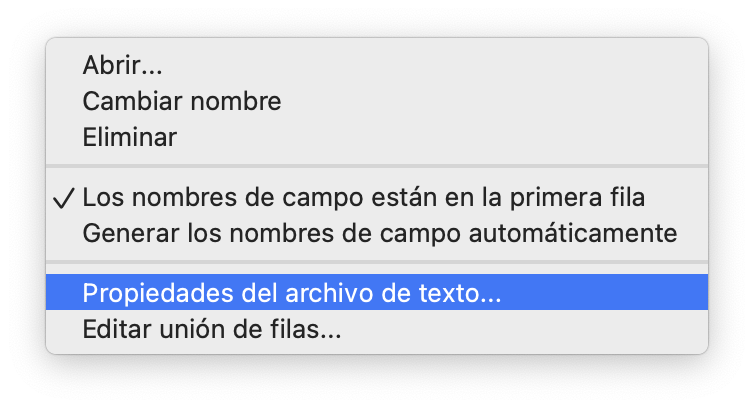 Abrir...
Cambiar nombre
Eliminar
Los nombres de campo están en la primera fila
Generar los nombres de campo automáticamente
Propiedades del archivo de texto...
Editar unión de filas...